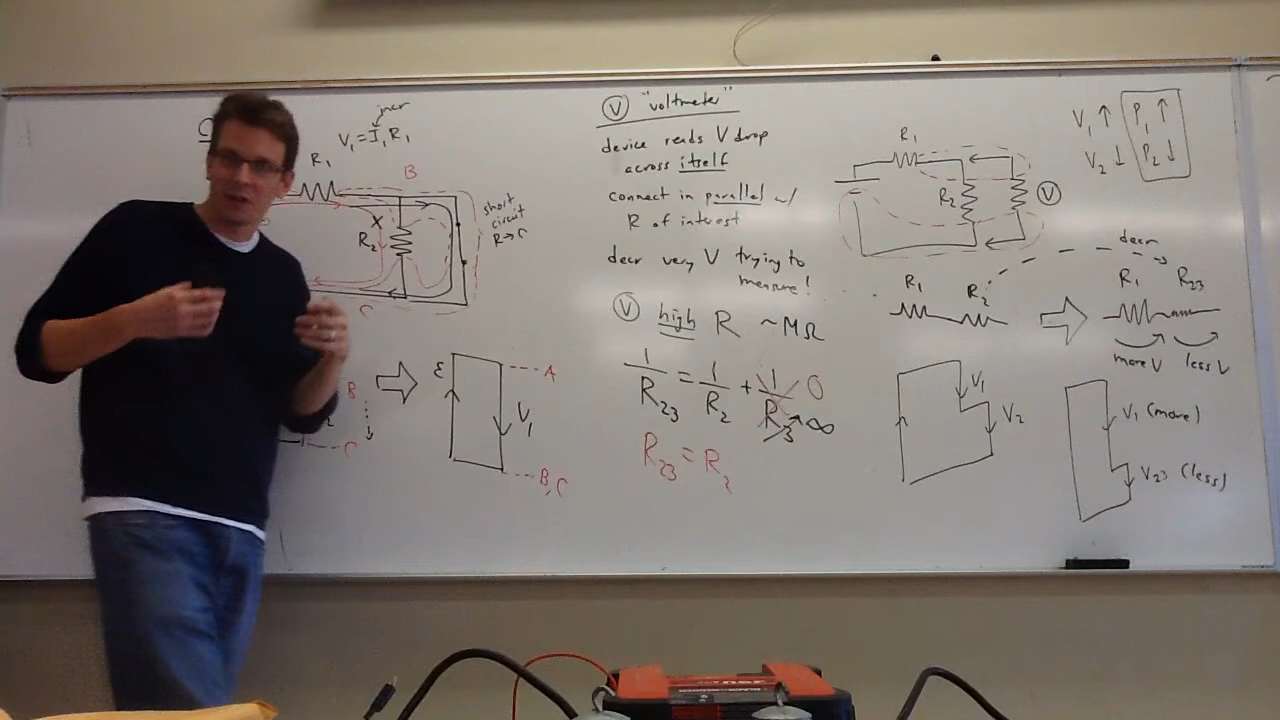 incr
V₁ = I₁R₁
R₁
B
X
R₂
short
circuit
R→C
C
B
C
ε
A
V₁
B,C
Ⓥ "voltmeter"
device reads V drop
across itself
connect in parallel w/
R of interest
decr very V trying to
measure!
Ⓥ high R ~MΩ
1/R₂₃ = 1/R₂ + 1/R₃ 0
→∞
R₂₃ = R₂
R₁
R₂
Ⓥ
V₁ ↑ P₁ ↑
V₂ ↓ P₂ ↓
decr
R₁ R₂
R₁ R₂₃
more V less V
V₁
V₂
V₁ (more)
V₂₃ (less)